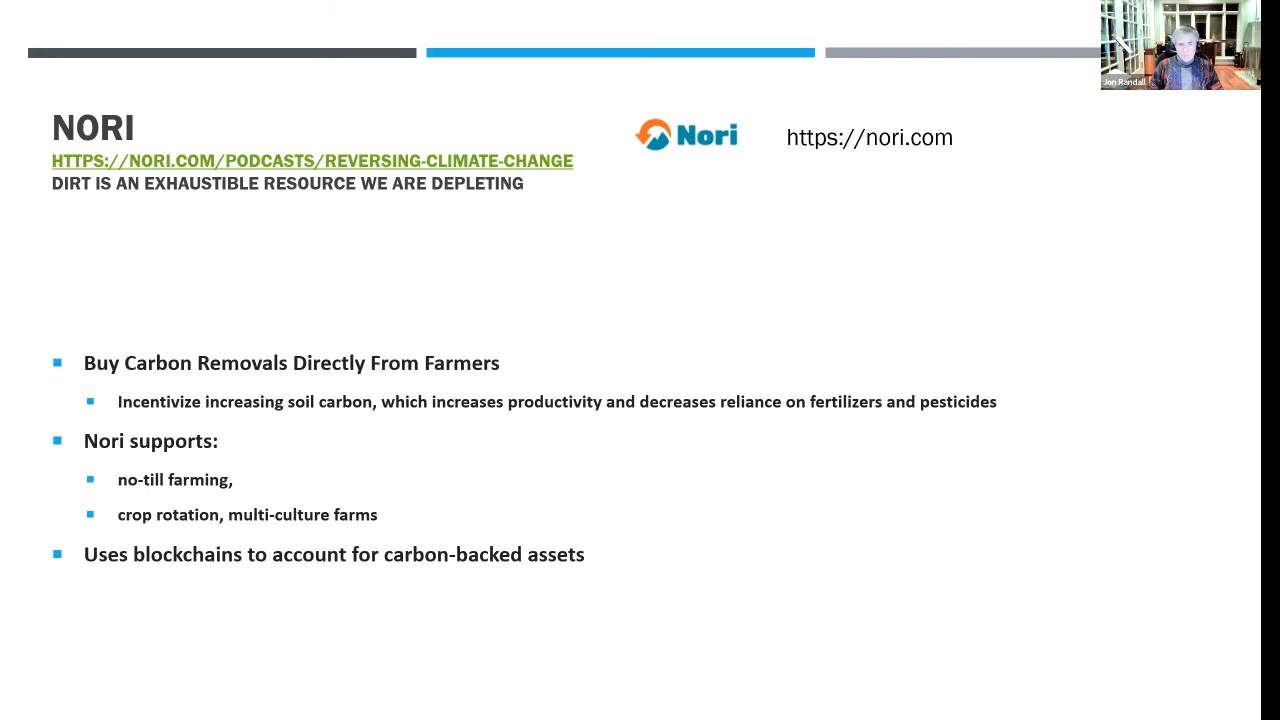 Jon Randall
NORI
HTTPS://NORI.COM/PODCASTS/REVERSING-CLIMATE-CHANGE
DIRT IS AN EXHAUSTIBLE RESOURCE WE ARE DEPLETING
Nori
https://nori.com
Buy Carbon Removals Directly From Farmers
Incentivize increasing soil carbon, which increases productivity and decreases reliance on fertilizers and pesticides
Nori supports:
no-till farming,
crop rotation, multi-culture farms
Uses blockchains to account for carbon-backed assets